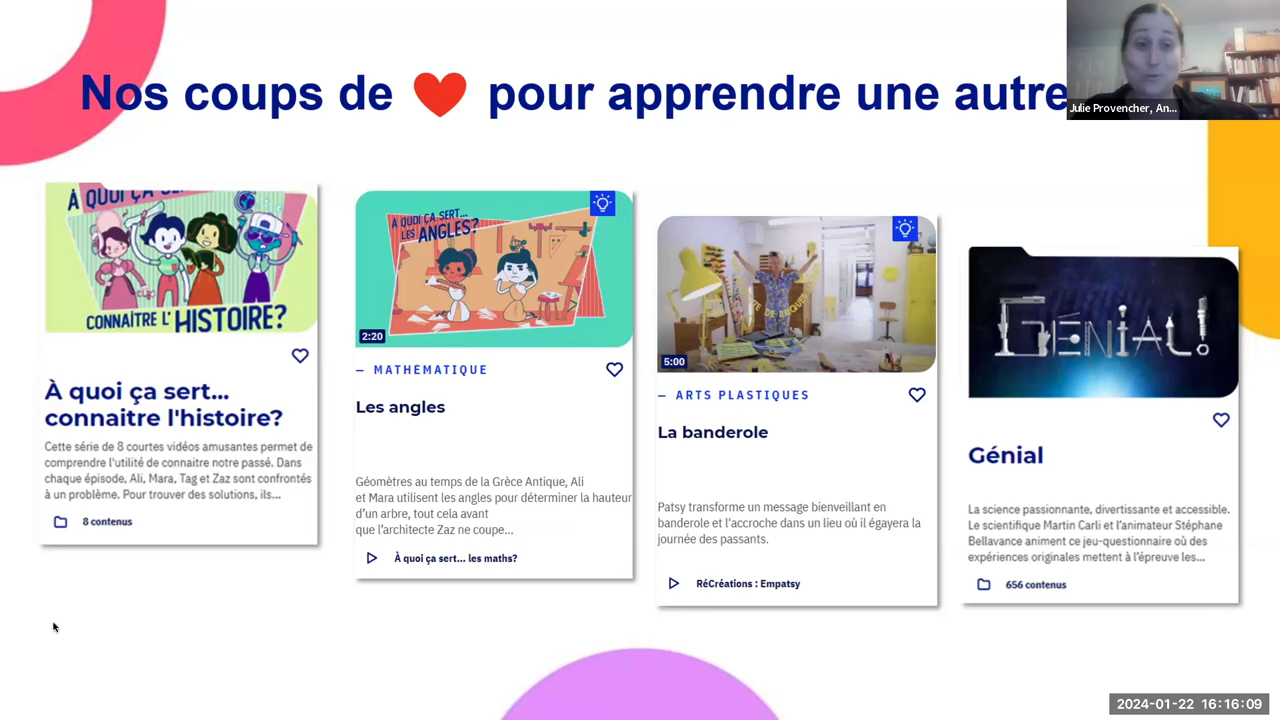 Nos coups de ❤ pour apprendre une autre
Julie Provencher, An...
À QUOI ÇA SERT...
CONNAÎTRE L'HISTOIRE?
À quoi ça sert...
connaitre l'histoire?
Cette série de 8 courtes vidéos amusantes permet de
comprendre l'utilité de connaitre notre passé. Dans
chaque épisode, Ali, Mara, Tag et Zaz sont confrontés
à un problème. Pour trouver des solutions, ils...
8 contenus
À QUOI ÇA SERT...
LES ANGLES?
2:20
— MATHÉMATIQUE
Les angles
Géomètres au temps de la Grèce Antique, Ali
et Mara utilisent les angles pour déterminer la hauteur
d'un arbre, tout cela avant
que l'architecte Zaz ne coupe...
À quoi ça sert... les maths?
5:00
— ARTS PLASTIQUES
La banderole
Patsy transforme un message bienveillant en
banderole et l'accroche dans un lieu où il égayera la
journée des passants.
RéCréations : Empatsy
GÉNIAL!
Génial
La science passionnante, divertissante et accessible.
Le scientifique Martin Carli et l'animateur Stéphane
Bellavance animent ce jeu-questionnaire où des
expériences originales mettent à l'épreuve les...
656 contenus
2024-01-22 16:16:09